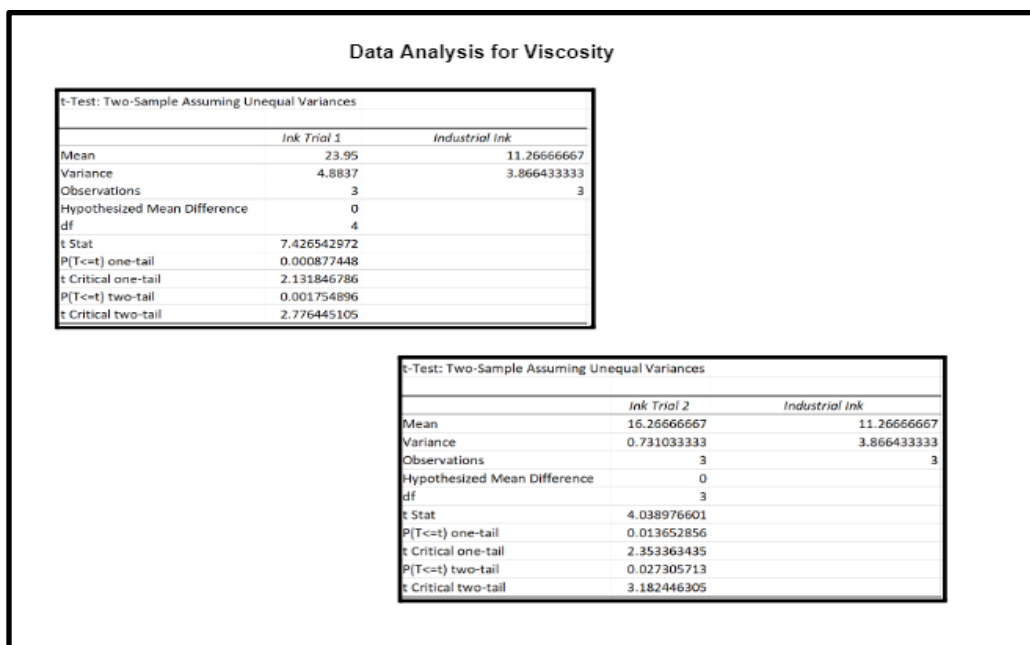 Data Analysis for Viscosity
t-Test: Two-Sample Assuming Unequal Variances
Ink Trial 1 Industrial Ink
Mean 23.95 11.26666667
Variance 4.8837 3.866433333
Observations 3 3
Hypothesized Mean Difference 0
df 4
t Stat 7.426542972
P(T<=t) one-tail 0.000877448
t Critical one-tail 2.131846786
P(T<=t) two-tail 0.001754896
t Critical two-tail 2.776445105
t-Test: Two-Sample Assuming Unequal Variances
Ink Trial 2 Industrial Ink
Mean 16.26666667 11.26666667
Variance 0.731033333 3.866433333
Observations 3 3
Hypothesized Mean Difference 0
df 3
t Stat 4.038976601
P(T<=t) one-tail 0.013652856
t Critical one-tail 2.353363435
P(T<=t) two-tail 0.027305713
t Critical two-tail 3.182446305